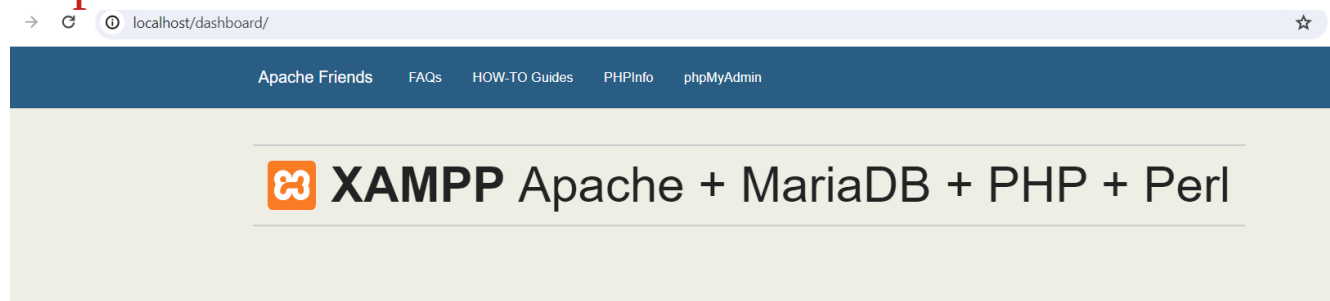 localhost/dashboard/
Apache Friends FAQs HOW-TO Guides PHPInfo phpMyAdmin
XAMPP Apache + MariaDB + PHP + Perl